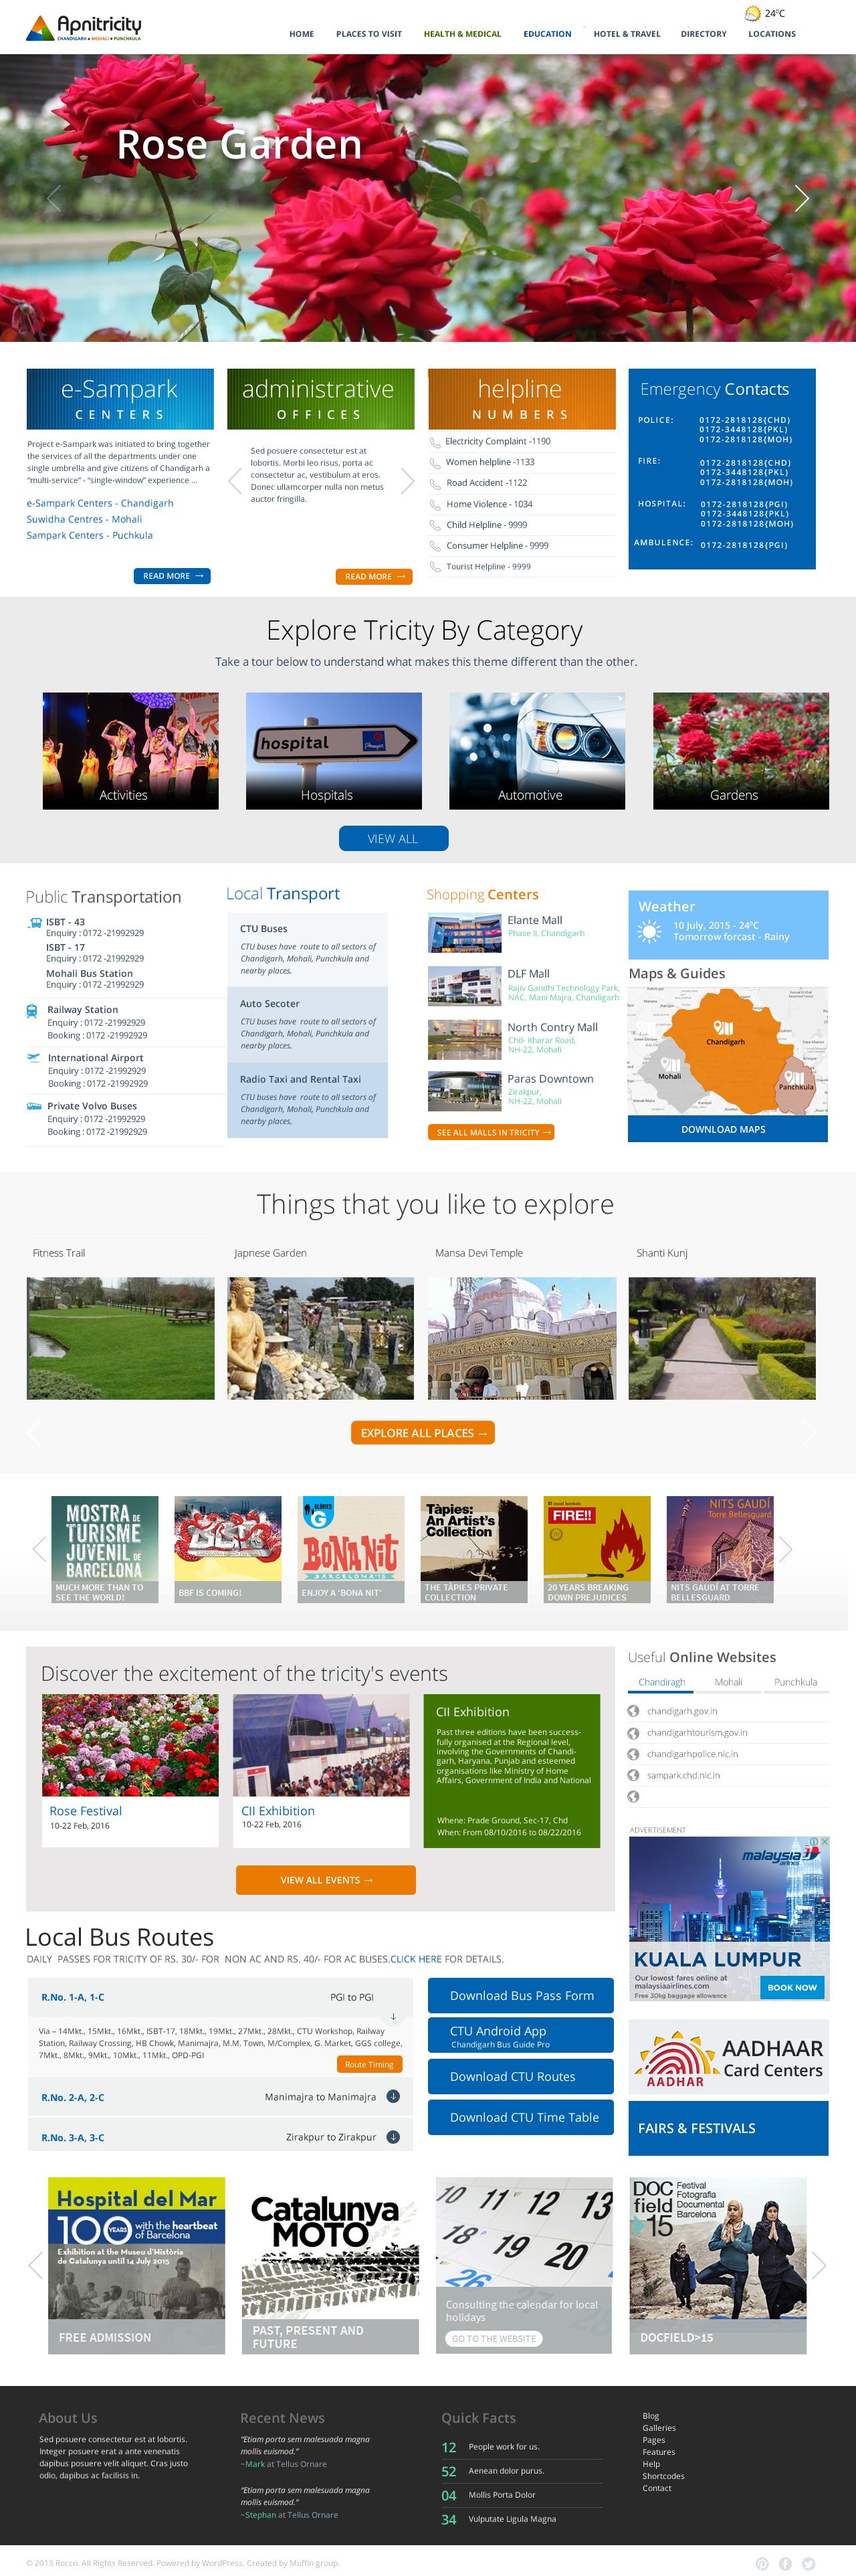 Apnitricity
CHANDIGARH • MOHALI • PUNCHKULA
24°C
HOME PLACES TO VISIT HEALTH & MEDICAL EDUCATION HOTEL & TRAVEL DIRECTORY LOCATIONS
Rose Garden
e-Sampark
CENTERS
Project e-Sampark was initiated to bring together
the services of all the departments under one
single umbrella and give citizens of Chandigarh a
“multi-service” - “single-window” experience ...
e-Sampark Centers - Chandigarh
Suwidha Centres - Mohali
Sampark Centers - Puchkula
READ MORE →
administrative
OFFICES
Sed posuere consectetur est at
lobortis. Morbi leo risus, porta ac
consectetur ac, vestibulum at eros.
Donec ullamcorper nulla non metus
auctor fringilla.
READ MORE →
helpline
NUMBERS
Electricity Complaint -1190
Women helpline -1133
Road Accident -1122
Home Violence - 1034
Child Helpline - 9999
Consumer Helpline - 9999
Tourist Helpline - 9999
Emergency Contacts
POLICE: 0172-2818128{CHD)
0172-3448128{PKL)
0172-2818128{MOH)
FIRE: 0172-2818128{CHD)
0172-3448128{PKL)
0172-2818128{MOH)
HOSPITAL: 0172-2818128{PGI)
0172-3448128{PKL)
0172-2818128{MOH)
AMBULENCE: 0172-2818128{PGI)
Explore Tricity By Category
Take a tour below to understand what makes this theme different than the other.
hospital
Activities
Hospitals
Automotive
Gardens
VIEW ALL
Public Transportation
ISBT - 43
Enquiry : 0172 -21992929
ISBT - 17
Enquiry : 0172 -21992929
Mohali Bus Station
Enquiry : 0172 -21992929
Railway Station
Enquiry : 0172 -21992929
Booking : 0172 -21992929
International Airport
Enquiry : 0172 -21992929
Booking : 0172 -21992929
Private Volvo Buses
Enquiry : 0172 -21992929
Booking : 0172 -21992929
Local Transport
CTU Buses
CTU buses have route to all sectors of
Chandigarh, Mohali, Punchkula and
nearby places.
Auto Secoter
CTU buses have route to all sectors of
Chandigarh, Mohali, Punchkula and
nearby places.
Radio Taxi and Rental Taxi
CTU buses have route to all sectors of
Chandigarh, Mohali, Punchkula and
nearby places.
Shopping Centers
Elante Mall
Phase II, Chandigarh
DLF Mall
Rajiv Gandhi Technology Park,
NAC, Mani Majra, Chandigarh
North Contry Mall
Chd- Kharar Road,
NH-22, Mohali
Paras Downtown
Zirakpur,
NH-22, Mohali
SEE ALL MALLS IN TRICITY →
Weather
10 July, 2015 - 24°C
Tomorrow forcast - Rainy
Maps & Guides
Chandigarh
Mohali
Panchkula
DOWNLOAD MAPS
Things that you like to explore
Fitness Trail
Japnese Garden
Mansa Devi Temple
Shanti Kunj
EXPLORE ALL PLACES →
MOSTRA DE
TURISME
JUVENIL DE
BARCELONA
MUCH MORE THAN TO
SEE THE WORLD!
BBF IS COMING!
GLÒRIES
BONA NIT
BARCELONA'15
ENJOY A 'BONA NIT'
Tàpies:
An Artist's
Collection
THE TÀPIES PRIVATE
COLLECTION
FIRE!!
20 YEARS BREAKING
DOWN PREJUDICES
NITS GAUDÍ
Torre Bellesguard
NITS GAUDÍ AT TORRE
BELLESGUARD
Discover the excitement of the tricity's events
Rose Festival
10-22 Feb, 2016
CII Exhibition
10-22 Feb, 2016
CII Exhibition
Past three editions have been success-
fully organised at the Regional level,
involving the Governments of Chandi-
garh, Haryana, Punjab and esteemed
organisations like Ministry of Home
Affairs, Government of India and National
Whene: Prade Ground, Sec-17, Chd
When: From 08/10/2016 to 08/22/2016
VIEW ALL EVENTS →
Useful Online Websites
Chandiragh Mohali Punchkula
chandigarh.gov.in
chandigarhtourism.gov.in
chandigarhpolice.nic.in
sampark.chd.nic.in
ADVERTISEMENT
malaysia
airlines
KUALA LUMPUR
Our lowest fares online at
malaysiaairlines.com
Free 30kg baggage allowance
BOOK NOW
Local Bus Routes
DAILY PASSES FOR TRICITY OF RS. 30/- FOR NON AC AND RS. 40/- FOR AC BUSES.CLICK HERE FOR DETAILS.
R.No. 1-A, 1-C PGI to PGI
Via – 14Mkt., 15Mkt., 16Mkt., ISBT-17, 18Mkt., 19Mkt., 27Mkt., 28Mkt., CTU Workshop, Railway
Station, Railway Crossing, HB Chowk, Manimajra, M.M. Town, M/Complex, G. Market, GGS college,
7Mkt., 8Mkt., 9Mkt., 10Mkt., 11Mkt., OPD-PGI
Route Timing
R.No. 2-A, 2-C Manimajra to Manimajra
R.No. 3-A, 3-C Zirakpur to Zirakpur
Download Bus Pass Form
CTU Android App
Chandigarh Bus Guide Pro
Download CTU Routes
Download CTU Time Table
AADHAR
AADHAAR
Card Centers
FAIRS & FESTIVALS
Hospital del Mar
100 YEARS with the heartbeat
of Barcelona
Exhibition at the Museu d'Història
de Catalunya until 14 July 2015
FREE ADMISSION
Catalunya
MOTO
PAST, PRESENT AND
FUTURE
10 11 12 13
18 19 20
Consulting the calendar for local
holidays
GO TO THE WEBSITE
DOC
field
15
Festival
Fotografia
Documental
Barcelona
DOCFIELD>15
About Us
Sed posuere consectetur est at lobortis.
Integer posuere erat a ante venenatis
dapibus posuere velit aliquet. Cras justo
odio, dapibus ac facilisis in.
Recent News
“Etiam porta sem malesuada magna
mollis euismod.”
~Mark at Tellus Ornare
“Etiam porta sem malesuada magna
mollis euismod.”
~Stephan at Tellus Ornare
Quick Facts
12 People work for us.
52 Aenean dolor purus.
04 Mollis Porta Dolor
34 Vulputate Ligula Magna
Blog
Galleries
Pages
Features
Help
Shortcodes
Contact
© 2013 Rocco. All Rights Reserved. Powered by WordPress. Created by Muffin group.